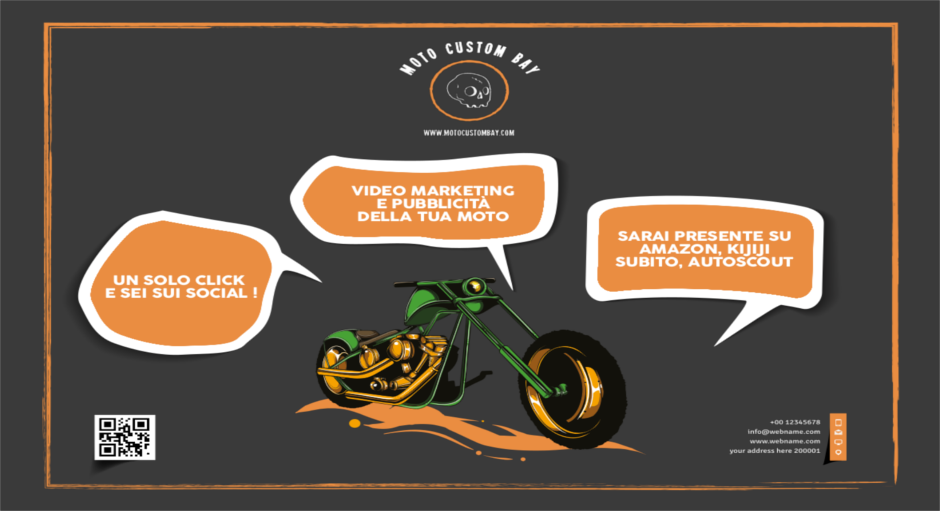 MOTO CUSTOM BAY
WWW.MOTOCUSTOMBAY.COM
VIDEO MARKETING
E PUBBLICITÀ
DELLA TUA MOTO
SARAI PRESENTE SU
AMAZON, KIJIJI
SUBITO, AUTOSCOUT
UN SOLO CLICK
E SEI SUI SOCIAL !
+00 12345678
info@webname.com
www.webname.com
your address here 200001